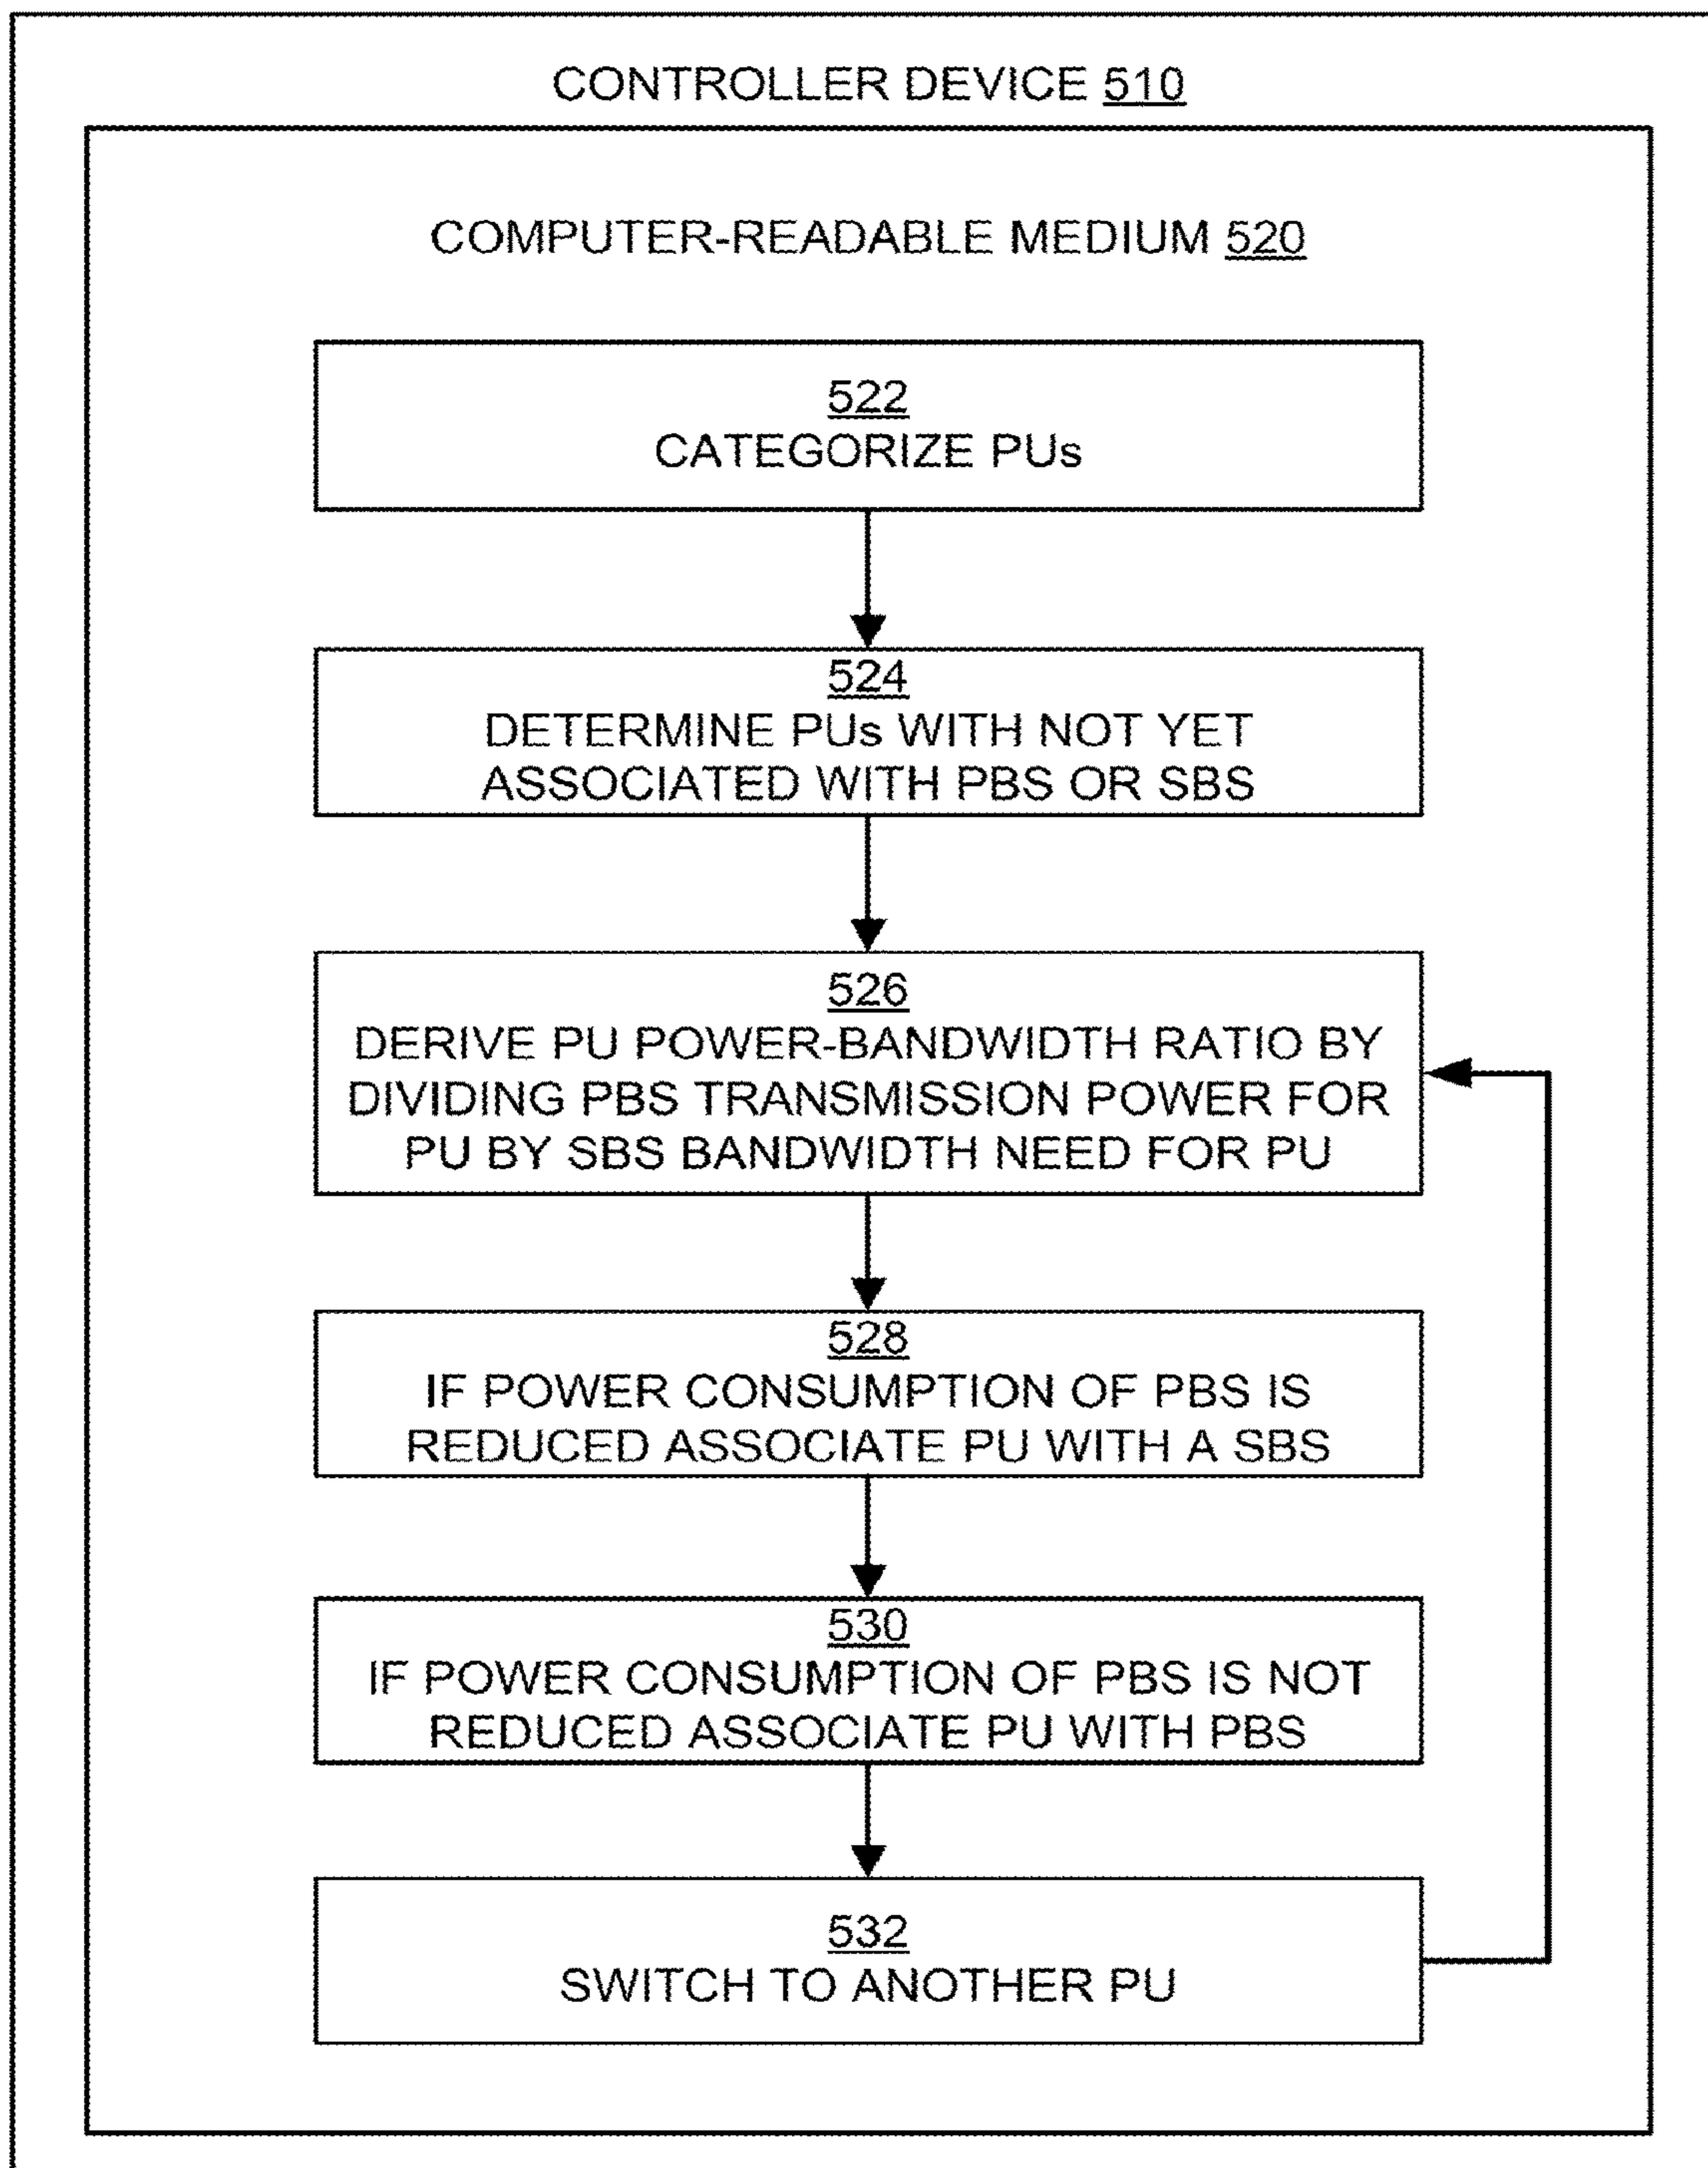 CONTROLLER DEVICE 510
COMPUTER-READABLE MEDIUM 520
522
CATEGORIZE PUs
524
DETERMINE PUs WITH NOT YET
ASSOCIATED WITH PBS OR SBS
526
DERIVE PU POWER-BANDWIDTH RATIO BY
DIVIDING PBS TRANSMISSION POWER FOR
PU BY SBS BANDWIDTH NEED FOR PU
528
IF POWER CONSUMPTION OF PBS IS
REDUCED ASSOCIATE PU WITH A SBS
530
IF POWER CONSUMPTION OF PBS IS NOT
REDUCED ASSOCIATE PU WITH PBS
532
SWITCH TO ANOTHER PU